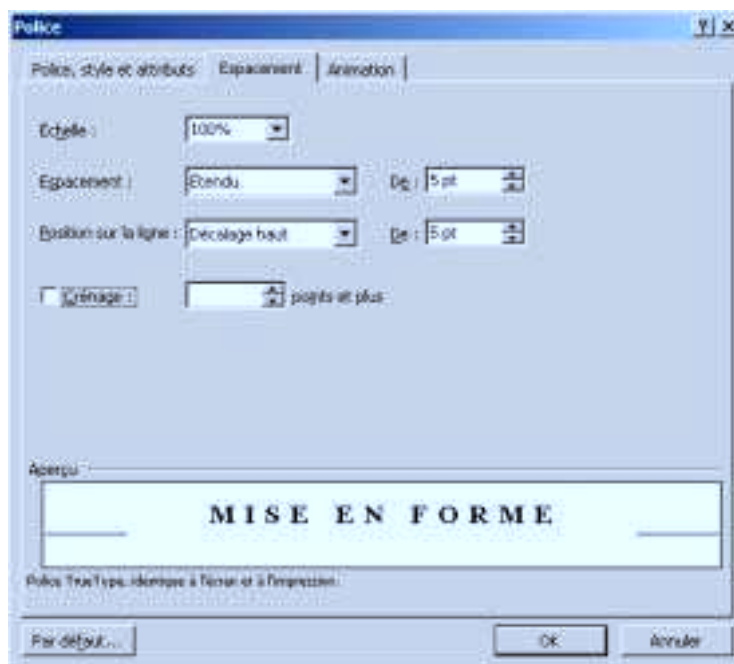 Police
Police, style et attributs Espacement Animation
Echelle : 100%
Espacement : Etendu De : 5 pt
Position sur la ligne : Décalage haut De : 5 pt
Crénage : points et plus
Aperçu
MISE EN FORME
Police TrueType, identique à l'écran et à l'impression.
Par défaut... OK Annuler